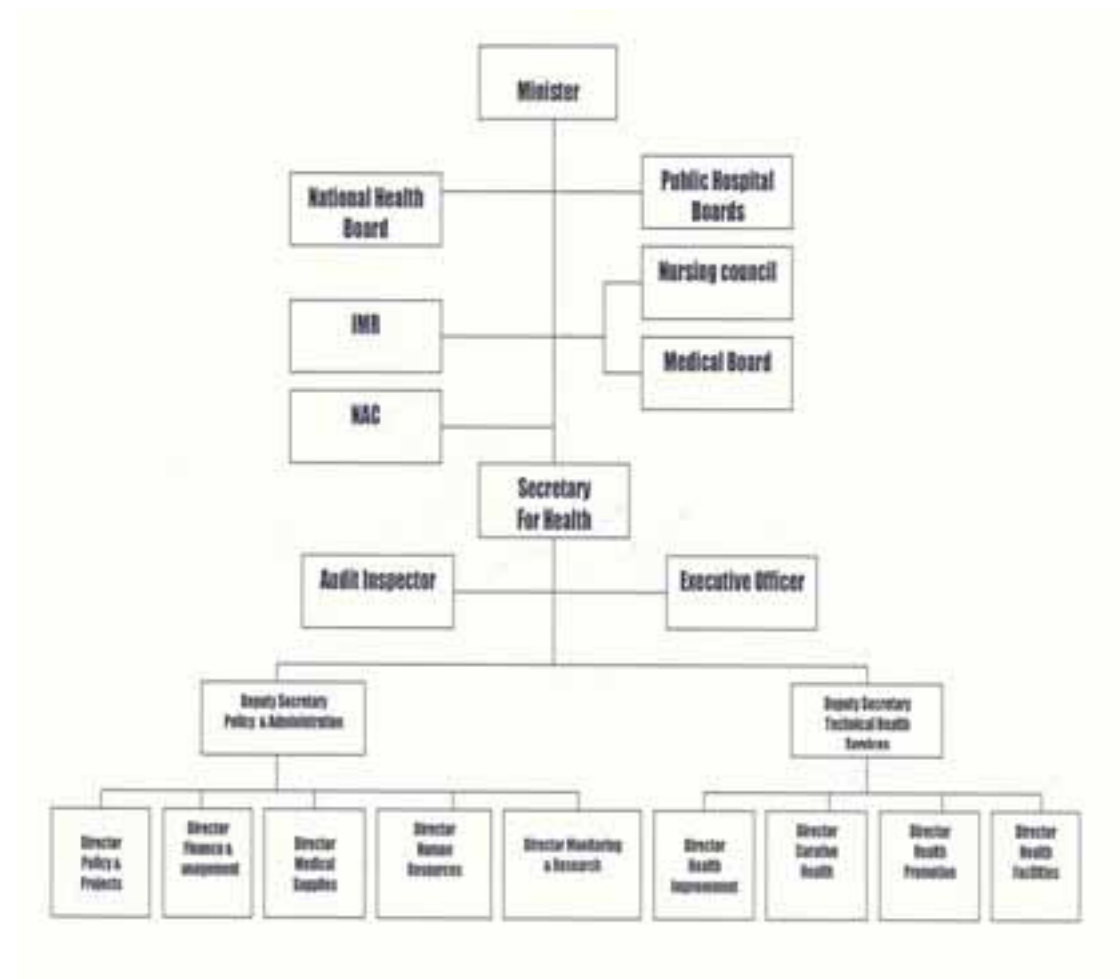 Minister
National Health
Board
Public Hospital
Boards
Nursing council
IMR
Medical Board
NAC
Secretary
For Health
Audit Inspector
Executive Officer
Deputy Secretary
Policy & Administration
Deputy Secretary
Technical Health
Services
Director
Policy &
Projects
Director
Finance &
anagement
Director
Medical
Supplies
Director
Human
Resources
Director Monitoring
& Research
Director
Health
Improvement
Director
Curative
Health
Director
Health
Promotion
Director
Health
Facilities